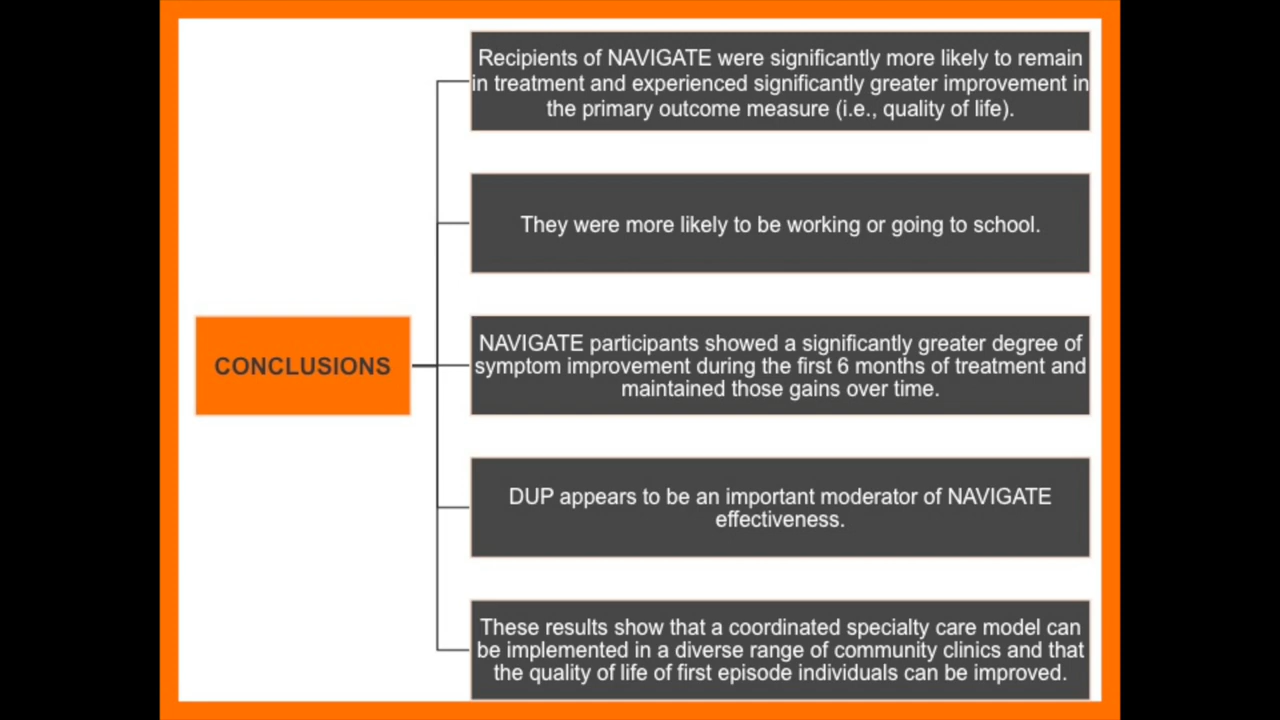 Recipients of NAVIGATE were significantly more likely to remain
in treatment and experienced significantly greater improvement in
the primary outcome measure (i.e., quality of life).
They were more likely to be working or going to school.
CONCLUSIONS
NAVIGATE participants showed a significantly greater degree of
symptom improvement during the first 6 months of treatment and
maintained those gains over time.
DUP appears to be an important moderator of NAVIGATE
effectiveness.
These results show that a coordinated specialty care model can
be implemented in a diverse range of community clinics and that
the quality of life of first episode individuals can be improved.